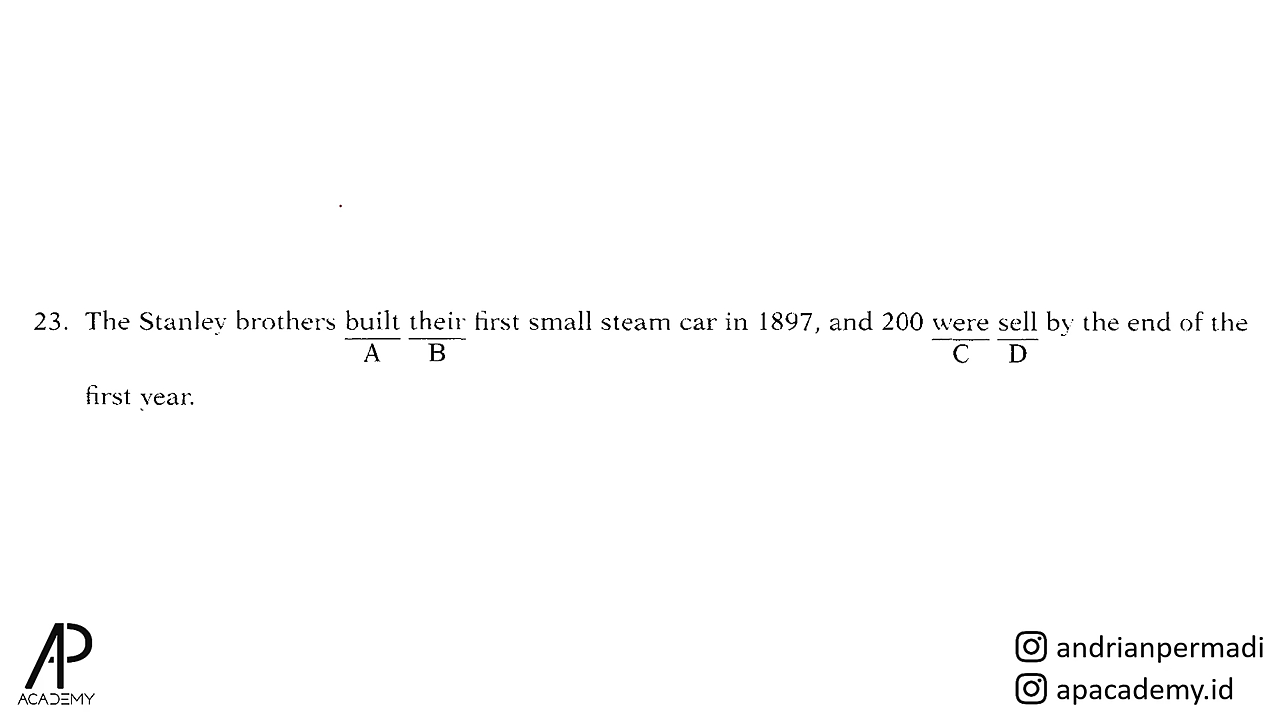 23. The Stanley brothers built their first small steam car in 1897, and 200 were sell by the end of the
A B C D
first year.
AP
ACADEMY
andrianpermadi
apacademy.id